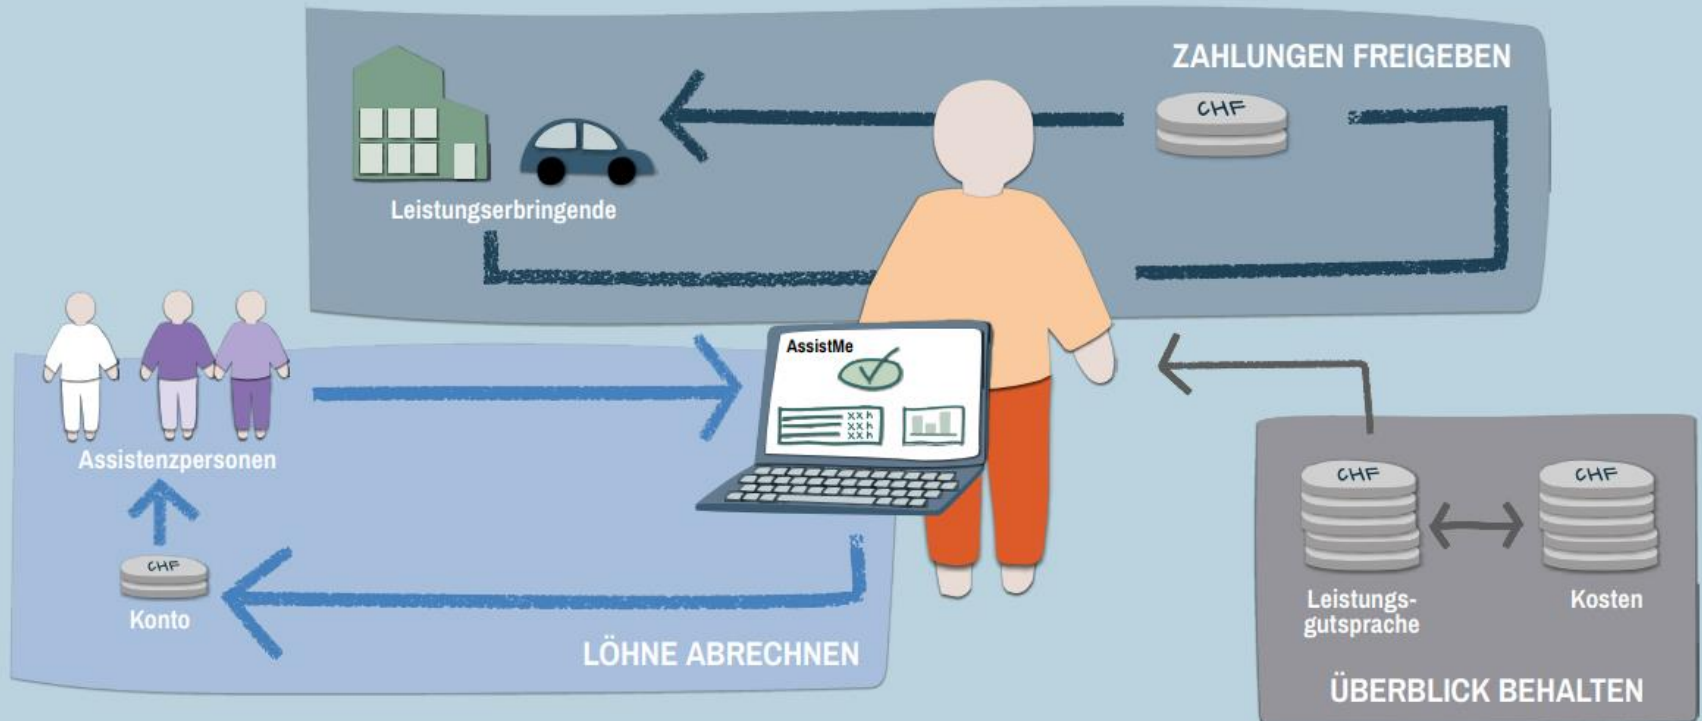 ZAHLUNGEN FREIGEBEN
CHF
Leistungserbringende
AssistMe
XX h
XX h
XX h
Assistenzpersonen
CHF
Konto
LÖHNE ABRECHNEN
CHF
CHF
Leistungs-
gutsprache
Kosten
ÜBERBLICK BEHALTEN